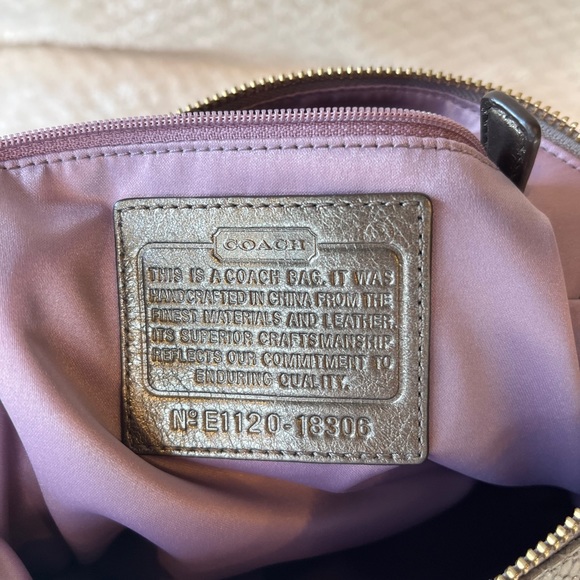 COACH
THIS IS A COACH BAG. IT WAS
HANDCRAFTED IN CHINA FROM THE
FINEST MATERIALS AND LEATHER.
ITS SUPERIOR CRAFTSMANSHIP
REFLECTS OUR COMMITMENT TO
ENDURING QUALITY.
Nº E1120-18806